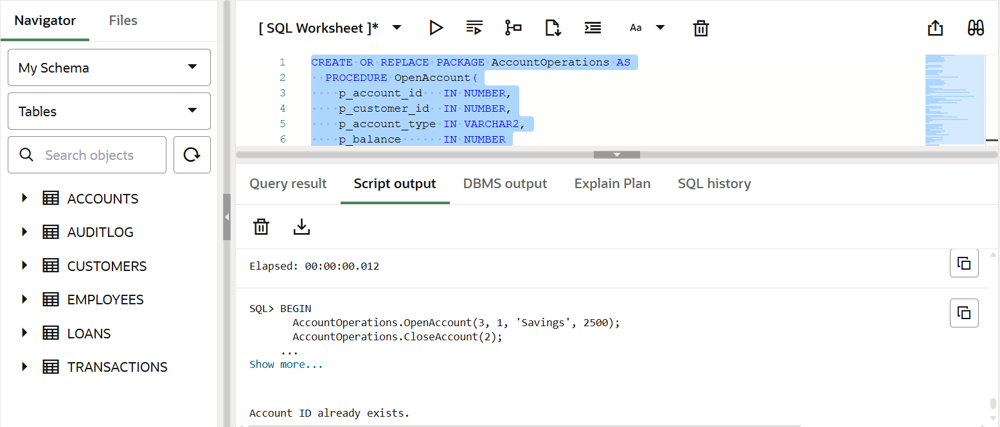 Navigator
Files
My Schema
Tables
Search objects
ACCOUNTS
AUDITLOG
CUSTOMERS
EMPLOYEES
LOANS
TRANSACTIONS
[ SQL Worksheet ]*
Aa
1 CREATE OR REPLACE PACKAGE AccountOperations AS
2 PROCEDURE OpenAccount(
3 p_account_id IN NUMBER,
4 p_customer_id IN NUMBER,
5 p_account_type IN VARCHAR2,
6 p_balance IN NUMBER
Query result
Script output
DBMS output
Explain Plan
SQL history
Elapsed: 00:00:00.012
SQL> BEGIN
AccountOperations.OpenAccount(3, 1, 'Savings', 2500);
AccountOperations.CloseAccount(2);
...
Show more...
Account ID already exists.